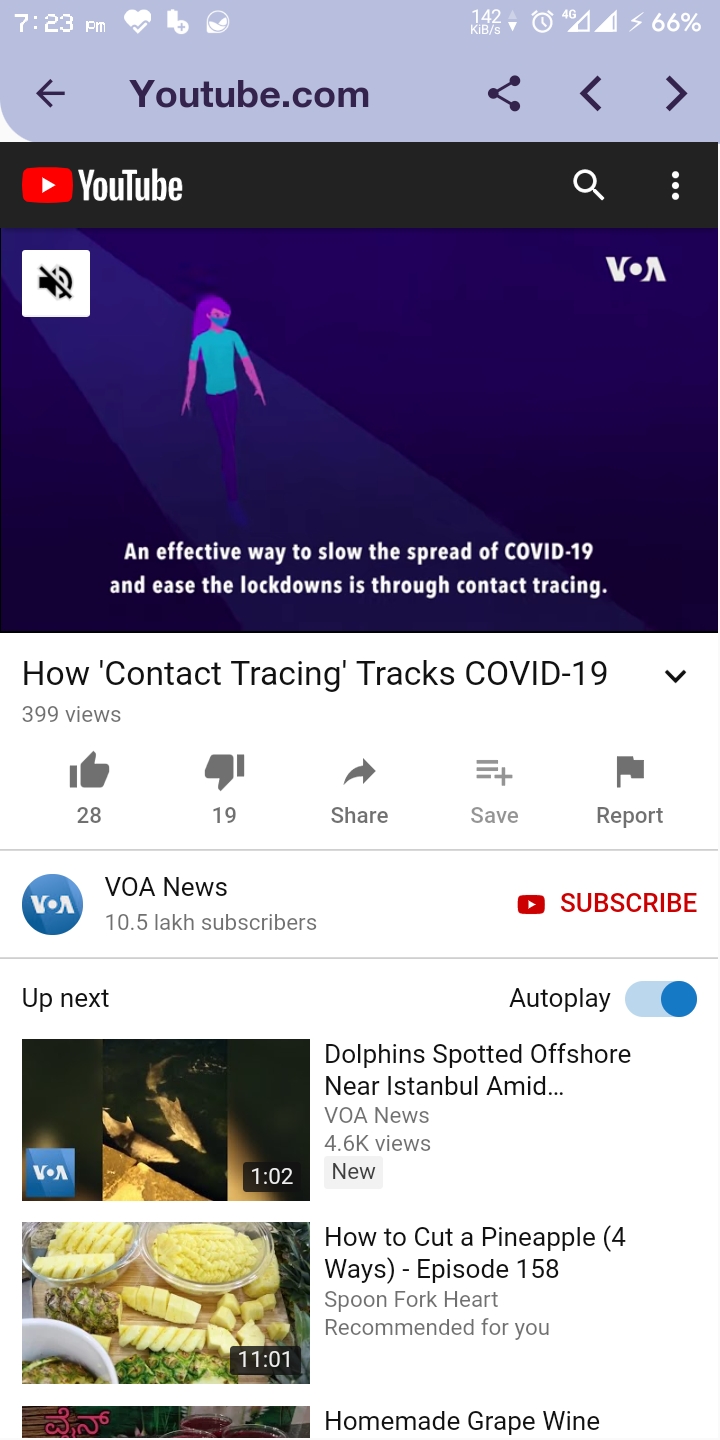 7:23 pm
142
KiB/s
4G
66%
Youtube.com
YouTube
VOA
An effective way to slow the spread of COVID-19
and ease the lockdowns is through contact tracing.
How 'Contact Tracing' Tracks COVID-19
399 views
28
19
Share
Save
Report
VOA
VOA News
10.5 lakh subscribers
SUBSCRIBE
Up next
Autoplay
VOA
1:02
Dolphins Spotted Offshore
Near Istanbul Amid...
VOA News
4.6K views
New
11:01
How to Cut a Pineapple (4
Ways) - Episode 158
Spoon Fork Heart
Recommended for you
ವೈನ್
Homemade Grape Wine